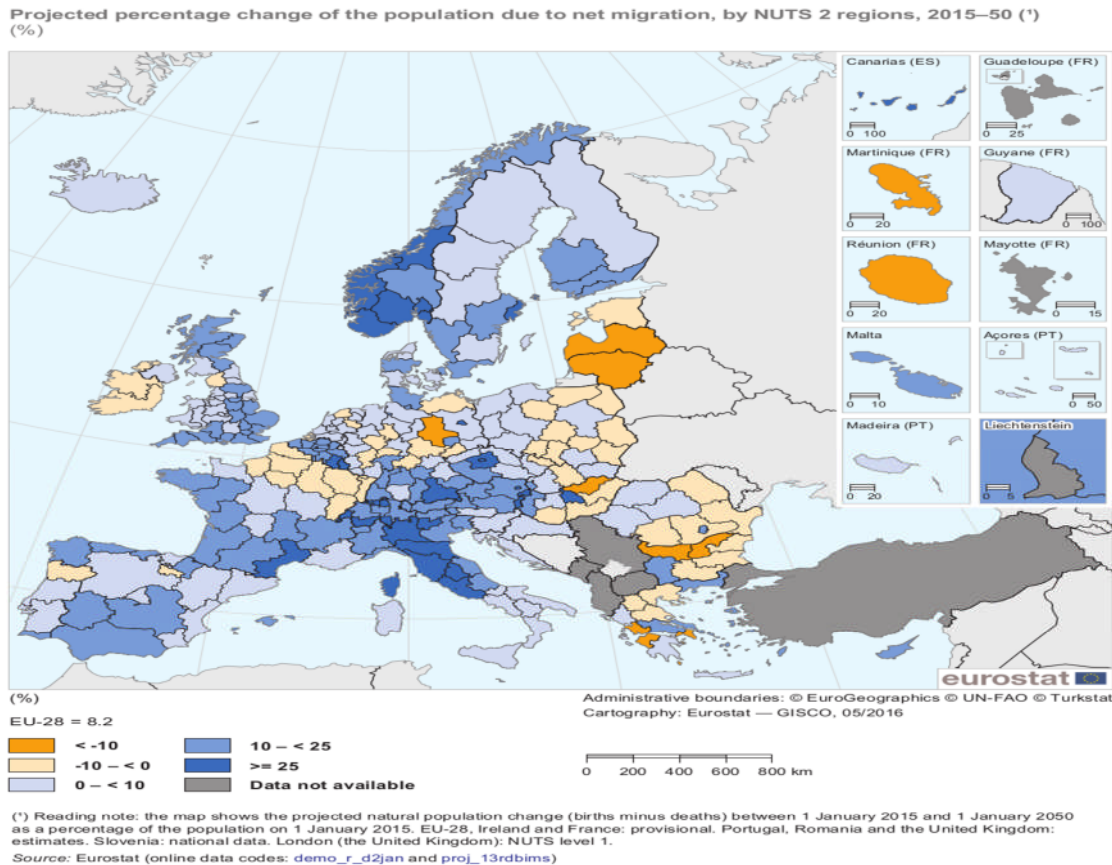 Projected percentage change of the population due to net migration, by NUTS 2 regions, 2015–50 (¹)
(%)
Canarias (ES)
0 100
Guadeloupe (FR)
0 25
Martinique (FR)
0 20
Guyane (FR)
0 100
Réunion (FR)
0 20
Mayotte (FR)
0 15
Malta
0 10
Açores (PT)
0 50
Madeira (PT)
0 20
Liechtenstein
0 5
eurostat
(%)
EU-28 = 8.2
< -10
-10 – < 0
0 – < 10
10 – < 25
>= 25
Data not available
Administrative boundaries: © EuroGeographics © UN-FAO © Turkstat
Cartography: Eurostat — GISCO, 05/2016
0 200 400 600 800 km
(¹) Reading note: the map shows the projected natural population change (births minus deaths) between 1 January 2015 and 1 January 2050
as a percentage of the population on 1 January 2015. EU-28, Ireland and France: provisional. Portugal, Romania and the United Kingdom:
estimates. Slovenia: national data. London (the United Kingdom): NUTS level 1.
Source: Eurostat (online data codes: demo_r_d2jan and proj_13rdbims)